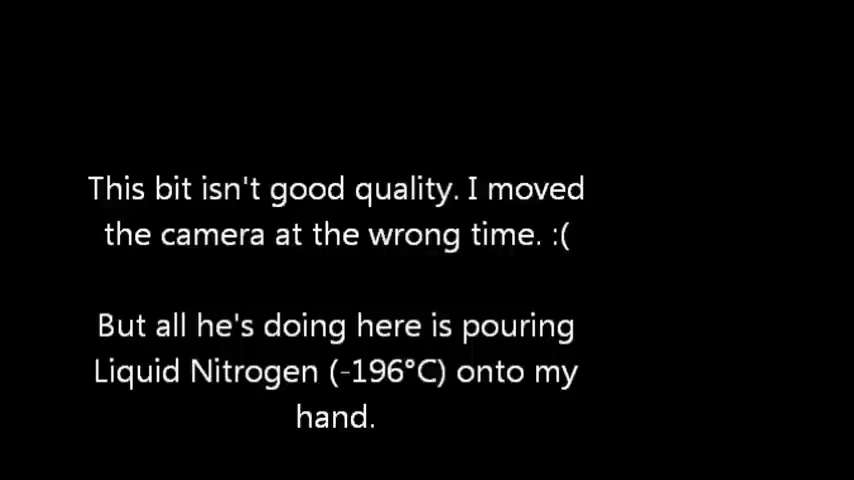 This bit isn't good quality. I moved
the camera at the wrong time. :(
But all he's doing here is pouring
Liquid Nitrogen (-196°C) onto my
hand.